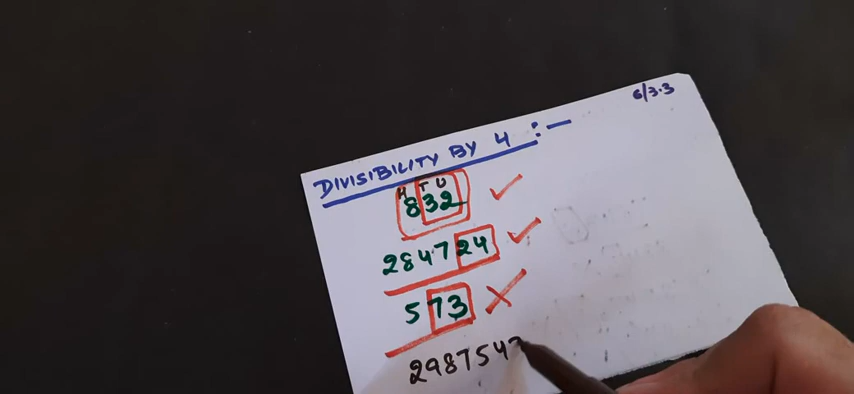 6/3.3
DIVISIBILITY BY 4 :-
H T U
832 ✓
284724 ✓
573 ✗
298754